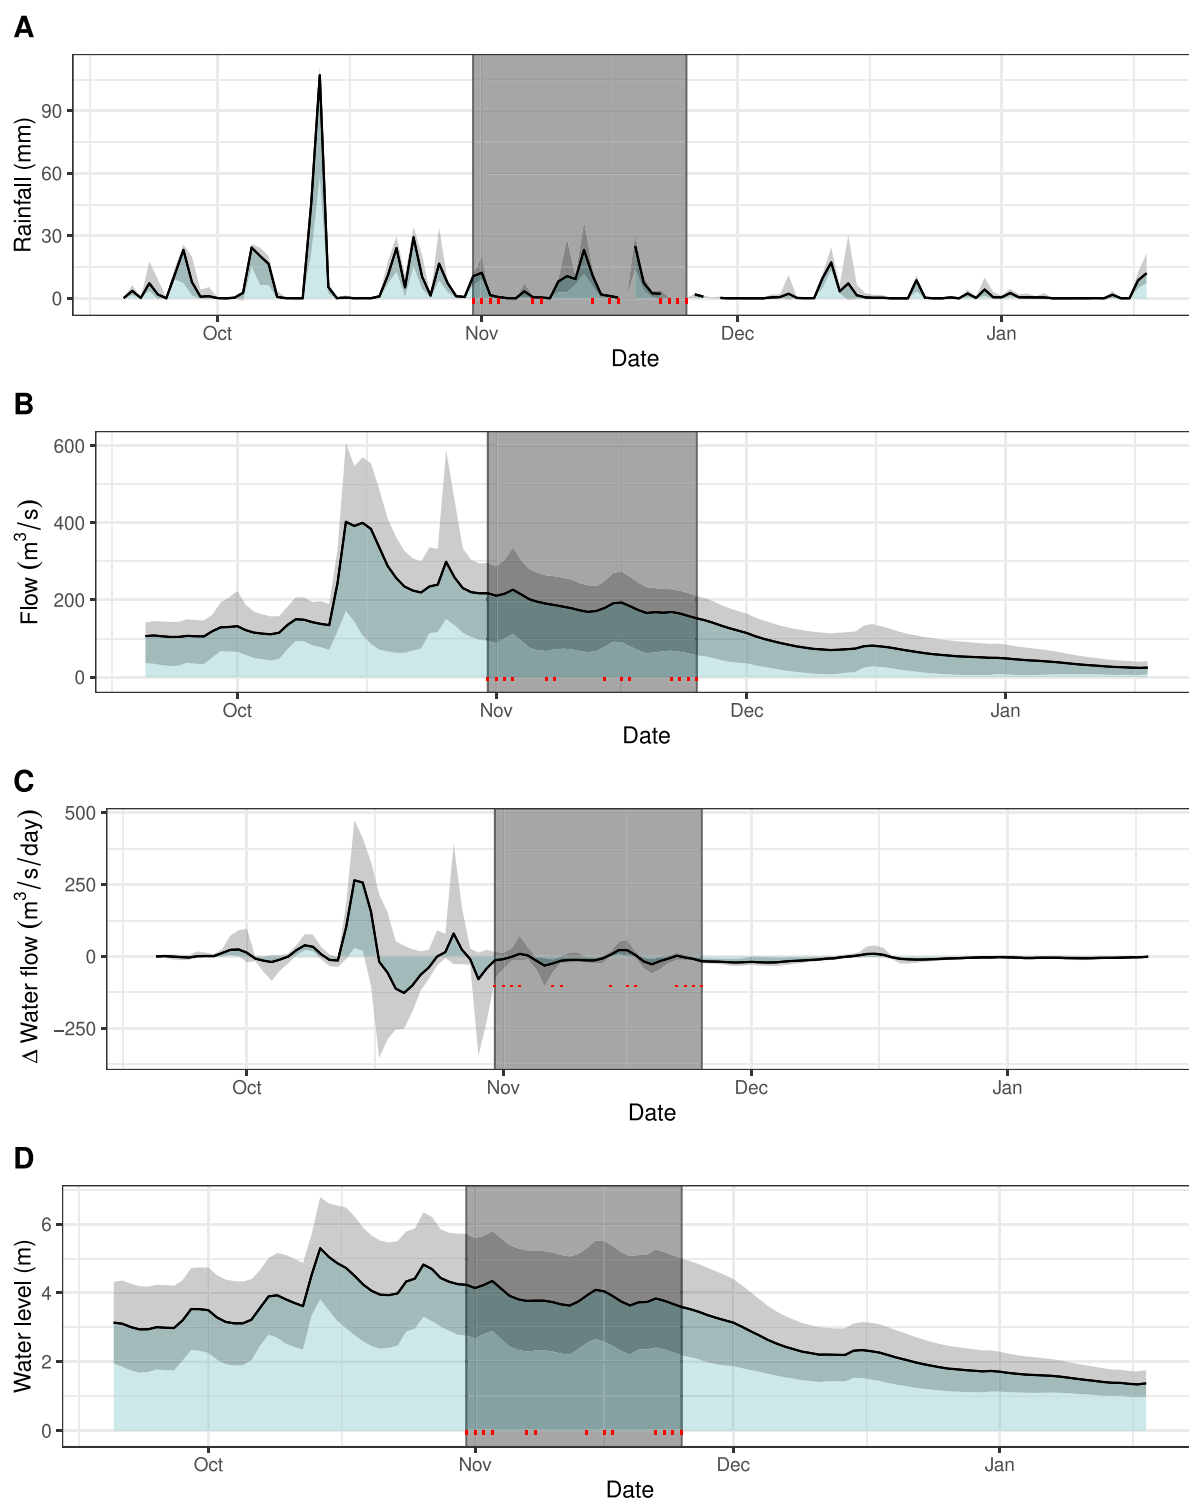 A
Rainfall (mm)
90
60
30
0
Oct
Nov
Dec
Jan
Date
B
Flow (m³/s)
600
400
200
0
Oct
Nov
Dec
Jan
Date
C
Δ Water flow (m³/s/day)
500
250
0
−250
Oct
Nov
Dec
Jan
Date
D
Water level (m)
6
4
2
0
Oct
Nov
Dec
Jan
Date